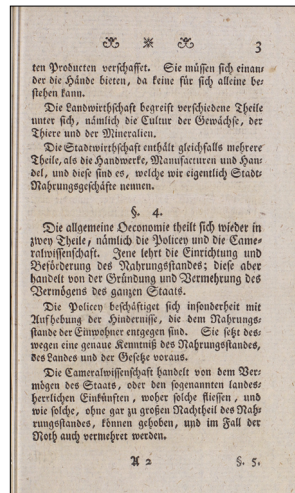 3
ten Producten verschaffet. Sie müssen sich einan-
der die Hände bieten, da keine für sich alleine be-
stehen kann.
Die Landwirthschaft begreift verschiedene Theile
unter sich, nämlich die Cultur der Gewächse, der
Thiere und der Mineralien.
Die Stadtwirthschaft enthält gleichfalls mehrere
Theile, als die Handwerke, Manufacturen und Han-
del, und diese sind es, welche wir eigentlich Stadt-
Nahrungsgeschäfte nennen.
§. 4.
Die allgemeine Oeconomie theilt sich wieder in
zwey Theile, nämlich die Policey und die Came-
ralwissenschaft. Jene lehrt die Einrichtung und
Beförderung des Nahrungsstandes; diese aber
handelt von der Gründung und Vermehrung des
Vermögens des ganzen Staats.
Die Policey beschäftiget sich insonderheit mit
Aufhebung der Hindernisse, die dem Nahrungs-
stande der Einwohner entgegen sind. Sie setzt des-
wegen eine genaue Kenntniß des Nahrungsstandes,
des Landes und der Gesetze voraus.
Die Cameralwissenschaft handelt von dem Ver-
mögen des Staats, oder den sogenannten landes-
herrlichen Einkünften, woher solche fliessen, und
wie solche, ohne gar zu großen Nachtheil des Nah-
rungsstandes, können gehoben, und im Fall der
Noth auch vermehret werden.
A 2 §. 5.